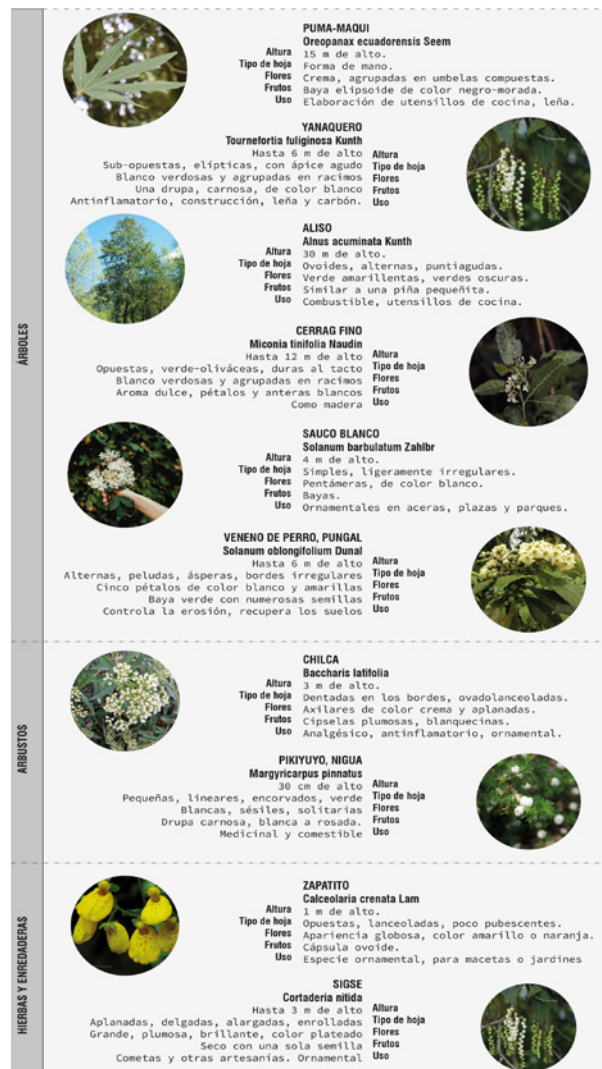 ÁRBOLES
PUMA-MAQUI
Oreopanax ecuadorensis Seem
Altura 15 m de alto.
Tipo de hoja Forma de mano.
Flores Crema, agrupadas en umbelas compuestas.
Frutos Baya elipsoide de color negro-morada.
Uso Elaboración de utensillos de cocina, leña.
YANAQUERO
Tournefortia fuliginosa Kunth
Hasta 6 m de alto Altura
Sub-opuestas, elípticas, con ápice agudo Tipo de hoja
Blanco verdosas y agrupadas en racimos Flores
Una drupa, carnosa, de color blanco Frutos
Antinflamatorio, construcción, leña y carbón. Uso
ALISO
Alnus acuminata Kunth
Altura 30 m de alto.
Tipo de hoja Ovoides, alternas, puntiagudas.
Flores Verde amarillentas, verdes oscuras.
Frutos Similar a una piña pequeñita.
Uso Combustible, utensillos de cocina.
CERRAG FINO
Miconia tinifolia Naudin
Hasta 12 m de alto Altura
Opuestas, verde-oliváceas, duras al tacto Tipo de hoja
Blanco verdosas y agrupadas en racimos Flores
Aroma dulce, pétalos y anteras blancos Frutos
Como madera Uso
SAUCO BLANCO
Solanum barbulatum Zahlbr
Altura 4 m de alto.
Tipo de hoja Simples, ligeramente irregulares.
Flores Pentámeras, de color blanco.
Frutos Bayas.
Uso Ornamentales en aceras, plazas y parques.
VENENO DE PERRO, PUNGAL
Solanum oblongifolium Dunal
Hasta 6 m de alto Altura
Alternas, peludas, ásperas, bordes irregulares Tipo de hoja
Cinco pétalos de color blanco y amarillas Flores
Baya verde con numerosas semillas Frutos
Controla la erosión, recupera los suelos Uso
ARBUSTOS
CHILCA
Baccharis latifolia
Altura 3 m de alto.
Tipo de hoja Dentadas en los bordes, ovadolanceoladas.
Flores Axilares de color crema y aplanadas.
Frutos Cipselas plumosas, blanquecinas.
Uso Analgésico, antinflamatorio, ornamental.
PIKIYUYO, NIGUA
Margyricarpus pinnatus
30 cm de alto Altura
Pequeñas, lineares, encorvados, verde Tipo de hoja
Blancas, sésiles, solitarias Flores
Drupa carnosa, blanca a rosada. Frutos
Medicinal y comestible Uso
HIERBAS Y ENREDADERAS
ZAPATITO
Calceolaria crenata Lam
Altura 1 m de alto.
Tipo de hoja Opuestas, lanceoladas, poco pubescentes.
Flores Apariencia globosa, color amarillo o naranja.
Frutos Cápsula ovoide.
Uso Especie ornamental, para macetas o jardines
SIGSE
Cortaderia nitida
Hasta 3 m de alto Altura
Aplanadas, delgadas, alargadas, enrolladas Tipo de hoja
Grande, plumosa, brillante, color plateado Flores
Seco con una sola semilla Frutos
Cometas y otras artesanías. Ornamental Uso